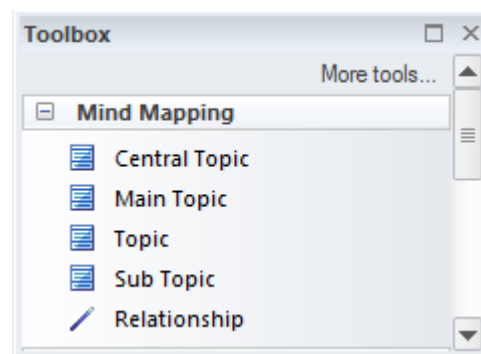 Toolbox
More tools...
Mind Mapping
Central Topic
Main Topic
Topic
Sub Topic
Relationship